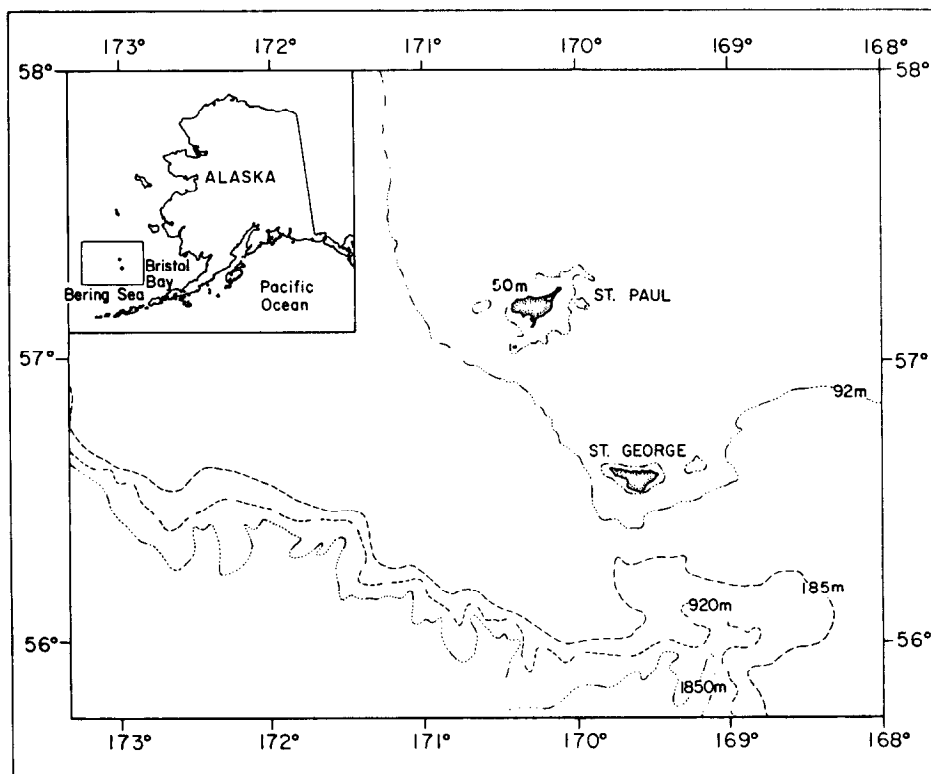 173° 172° 171° 170° 169° 168°
58° 58°
ALASKA
Bristol
Bay
Bering Sea
Pacific
Ocean
50m
ST. PAUL
57° 57°
92m
ST. GEORGE
185m
920m
56° 56°
1850m
173° 172° 171° 170° 169° 168°